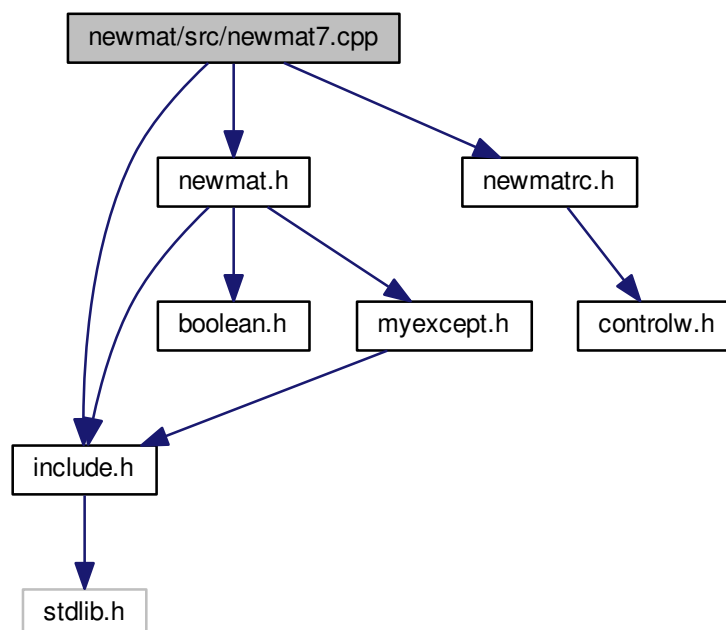 newmat/src/newmat7.cpp
newmat.h
newmatrc.h
boolean.h
myexcept.h
controlw.h
include.h
stdlib.h